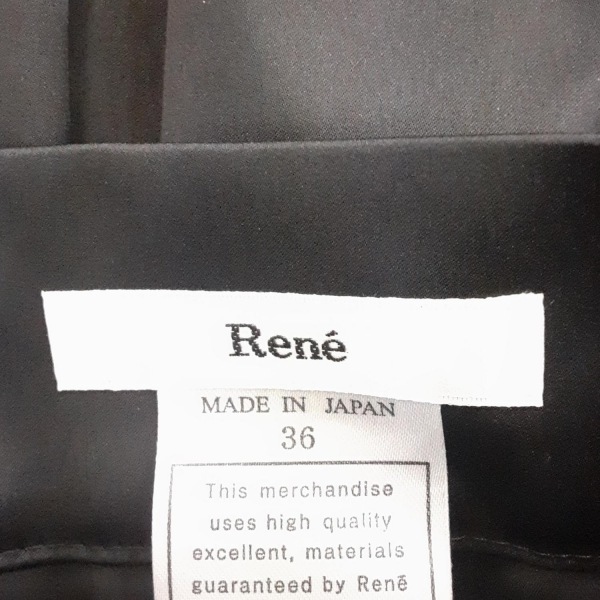 René
MADE IN JAPAN
36
This merchandise
uses high quality
excellent, materials
guaranteed by René